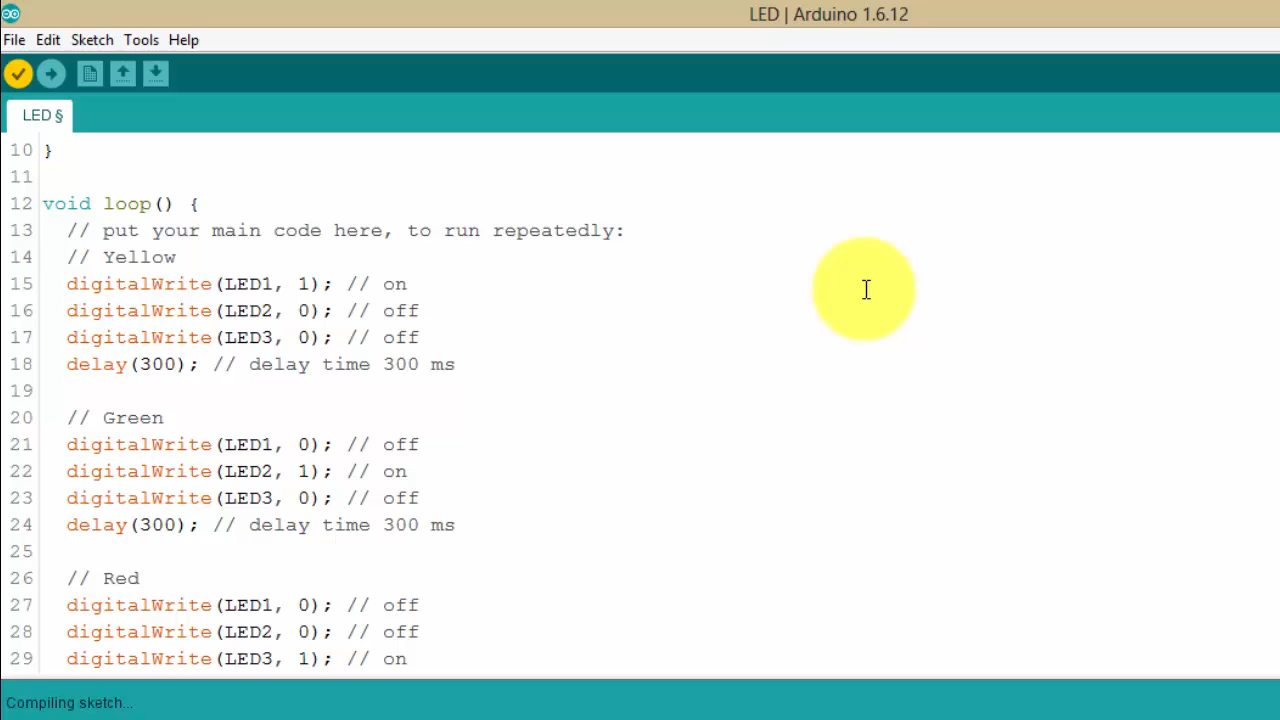 LED | Arduino 1.6.12
File Edit Sketch Tools Help
LED §
10 }
11
12 void loop() {
13   // put your main code here, to run repeatedly:
14   // Yellow
15   digitalWrite(LED1, 1); // on
16   digitalWrite(LED2, 0); // off
17   digitalWrite(LED3, 0); // off
18   delay(300); // delay time 300 ms
19
20   // Green
21   digitalWrite(LED1, 0); // off
22   digitalWrite(LED2, 1); // on
23   digitalWrite(LED3, 0); // off
24   delay(300); // delay time 300 ms
25
26   // Red
27   digitalWrite(LED1, 0); // off
28   digitalWrite(LED2, 0); // off
29   digitalWrite(LED3, 1); // on
Compiling sketch...